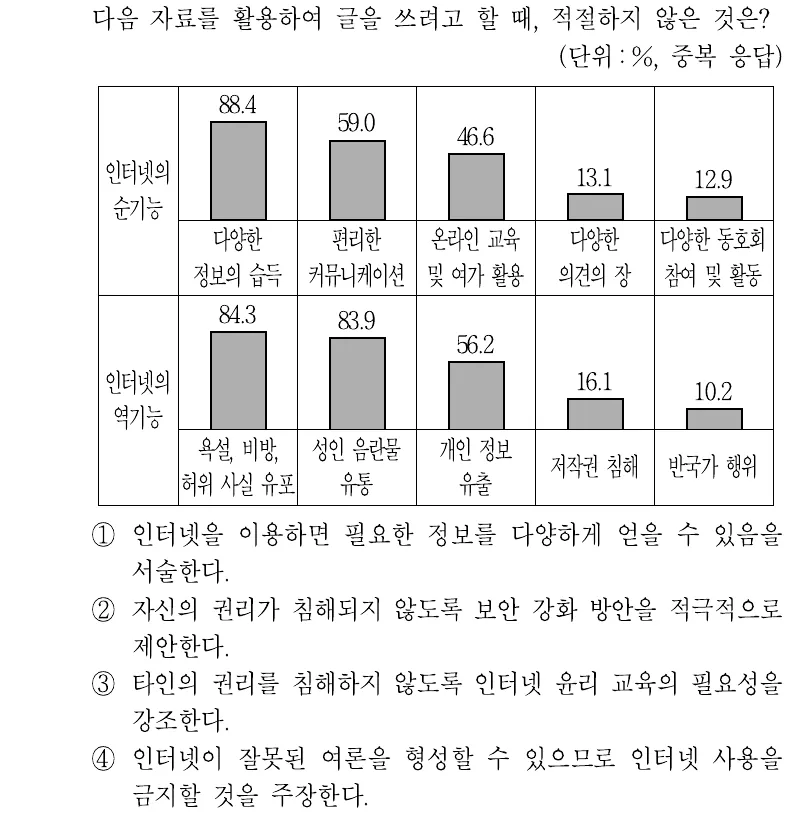 다음 자료를 활용하여 글을 쓰려고 할 때, 적절하지 않은 것은?
(단위 : %, 중복 응답)
인터넷의
순기능
88.4
59.0
46.6
13.1
12.9
다양한
정보의 습득
편리한
커뮤니케이션
온라인 교육
및 여가 활용
다양한
의견의 장
다양한 동호회
참여 및 활동
인터넷의
역기능
84.3
83.9
56.2
16.1
10.2
욕설, 비방,
허위 사실 유포
성인 음란물
유통
개인 정보
유출
저작권 침해
반국가 행위
① 인터넷을 이용하면 필요한 정보를 다양하게 얻을 수 있음을
서술한다.
② 자신의 권리가 침해되지 않도록 보안 강화 방안을 적극적으로
제안한다.
③ 타인의 권리를 침해하지 않도록 인터넷 윤리 교육의 필요성을
강조한다.
④ 인터넷이 잘못된 여론을 형성할 수 있으므로 인터넷 사용을
금지할 것을 주장한다.